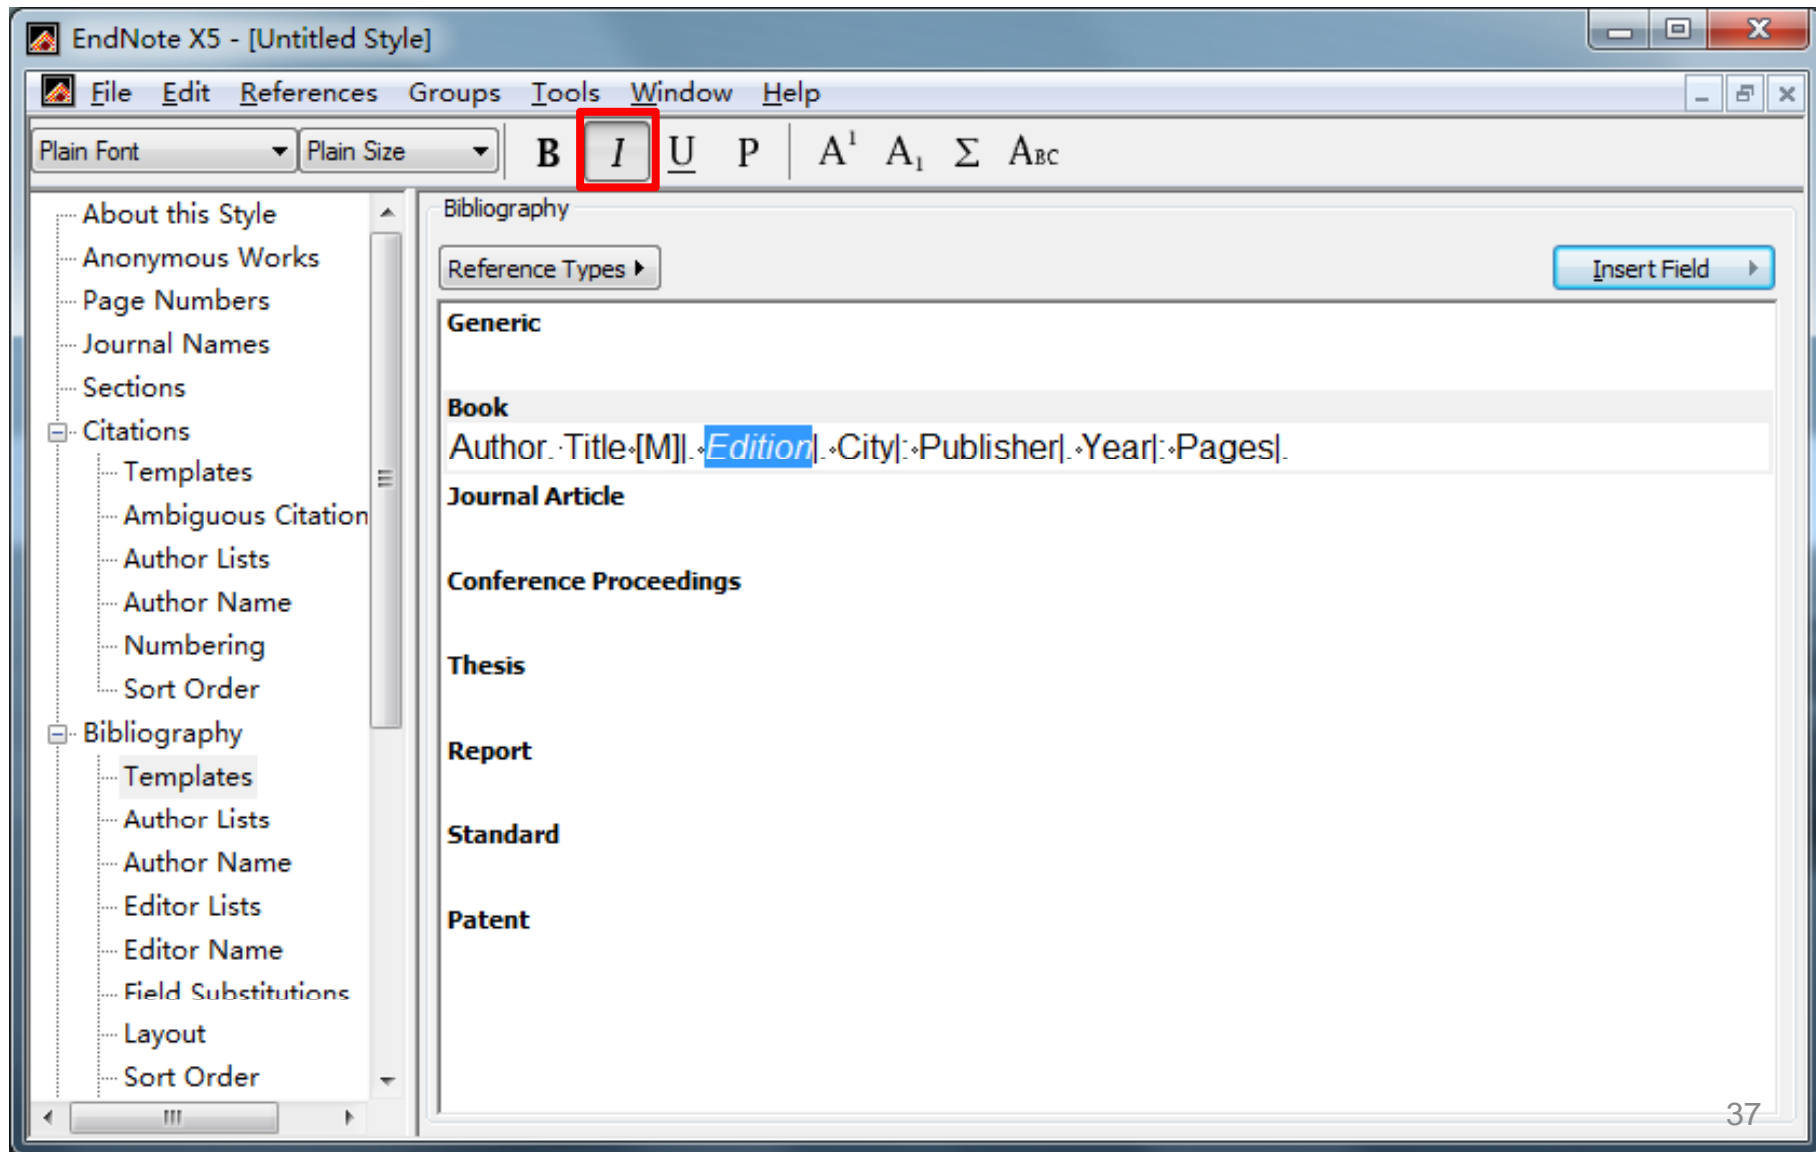 EndNote X5 - [Untitled Style]
File Edit References Groups Tools Window Help
Plain Font Plain Size B I U P A¹ A₁ Σ ABC
About this Style
Anonymous Works
Page Numbers
Journal Names
Sections
Citations
Templates
Ambiguous Citation
Author Lists
Author Name
Numbering
Sort Order
Bibliography
Templates
Author Lists
Author Name
Editor Lists
Editor Name
Field Substitutions
Layout
Sort Order
Bibliography
Reference Types Insert Field
Generic
Book
Author.·Title·[M]|.·Edition|.·City|:·Publisher|.·Year|:·Pages|.
Journal Article
Conference Proceedings
Thesis
Report
Standard
Patent
37